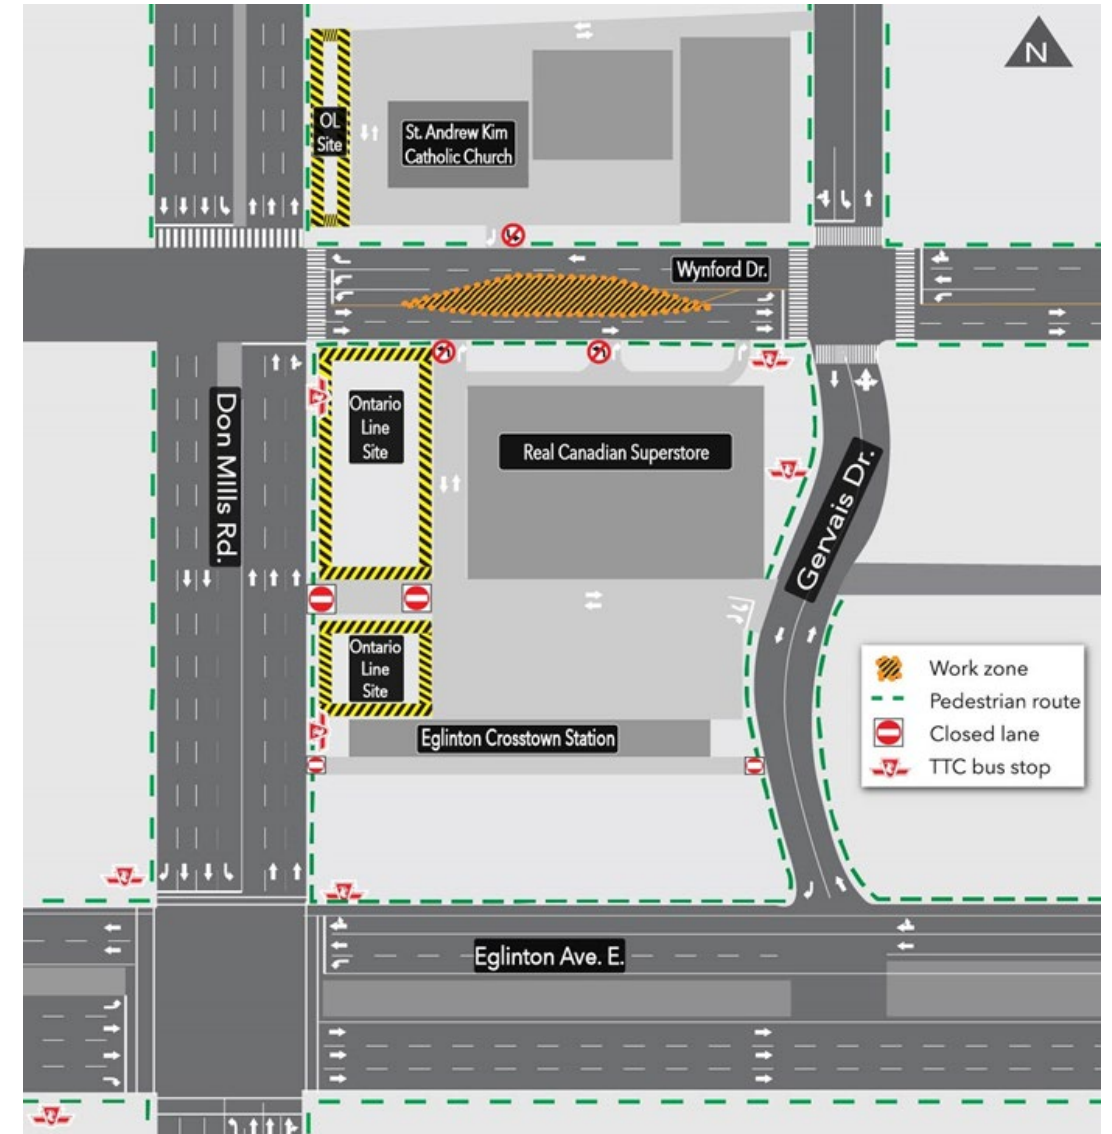 N
OL
Site
St. Andrew Kim
Catholic Church
Wynford Dr.
Ontario
Line
Site
Don MIlls Rd.
Real Canadian Superstore
Gervais Dr.
Ontario
Line
Site
Eglinton Crosstown Station
Work zone
Pedestrian route
Closed lane
TTC bus stop
Eglinton Ave. E.